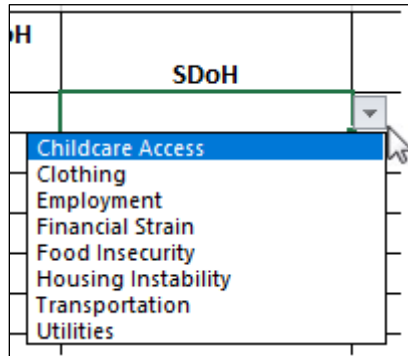 H
SDoH
Childcare Access
Clothing
Employment
Financial Strain
Food Insecurity
Housing Instability
Transportation
Utilities